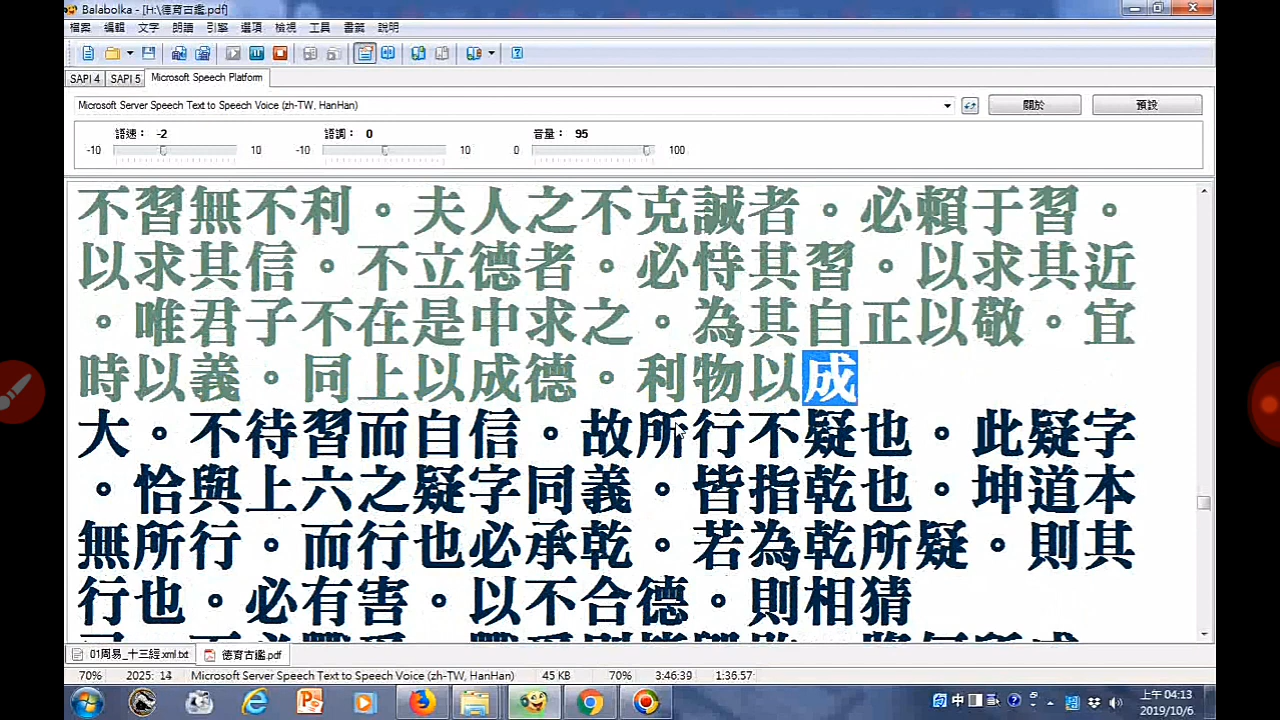 Balabolka - [H:\德育古鑑.pdf]
檔案 編輯 文字 朗讀 引擎 選項 檢視 工具 書籤 說明
SAPI 4 SAPI 5 Microsoft Speech Platform
Microsoft Server Speech Text to Speech Voice (zh-TW, HanHan) 關於 預設
語速： -2 語調： 0 音量： 95
-10 10 -10 10 0 100
不習無不利。夫人之不克誠者。必賴于習。
以求其信。不立德者。必恃其習。以求其近
。唯君子不在是中求之。為其自正以敬。宜
時以義。同上以成德。利物以成
大。不待習而自信。故所行不疑也。此疑字
。恰與上六之疑字同義。皆指乾也。坤道本
無所行。而行也必承乾。若為乾所疑。則其
行也。必有害。以不合德。則相猜
01周易_十三經.xml.txt 德育古鑑.pdf
70% 2025: 14 Microsoft Server Speech Text to Speech Voice (zh-TW, HanHan) 45 KB 70% 3:46:39 1:36:57
中 上午 04:13
2019/10/6